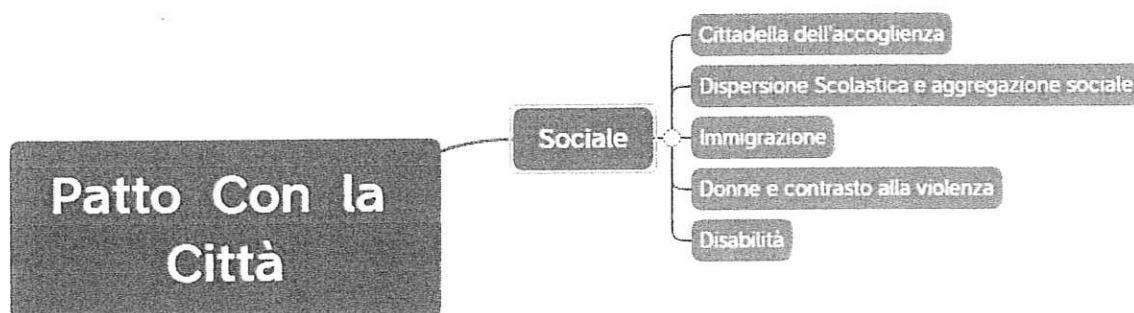 Cittadella dell'accoglienza
Dispersione Scolastica e aggregazione sociale
Sociale
Immigrazione
Patto Con la
Città
Donne e contrasto alla violenza
Disabilità